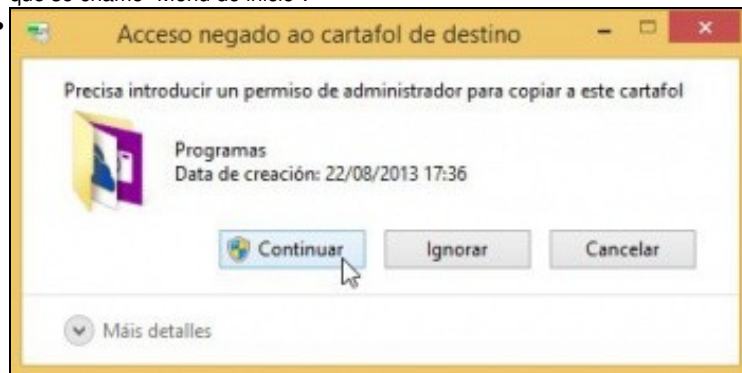 Acceso negado ao cartafol de destino
Precisa introducir un permiso de administrador para copiar a este cartafol
Programas
Data de creación: 22/08/2013 17:36
Continuar
Ignorar
Cancelar
Máis detalles